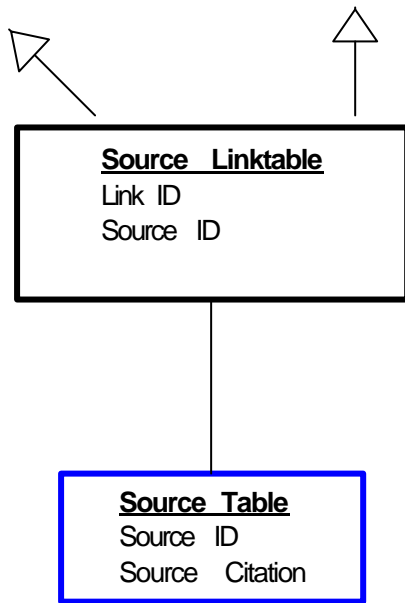 Source Linktable
Link ID
Source ID
Source Table
Source ID
Source Citation